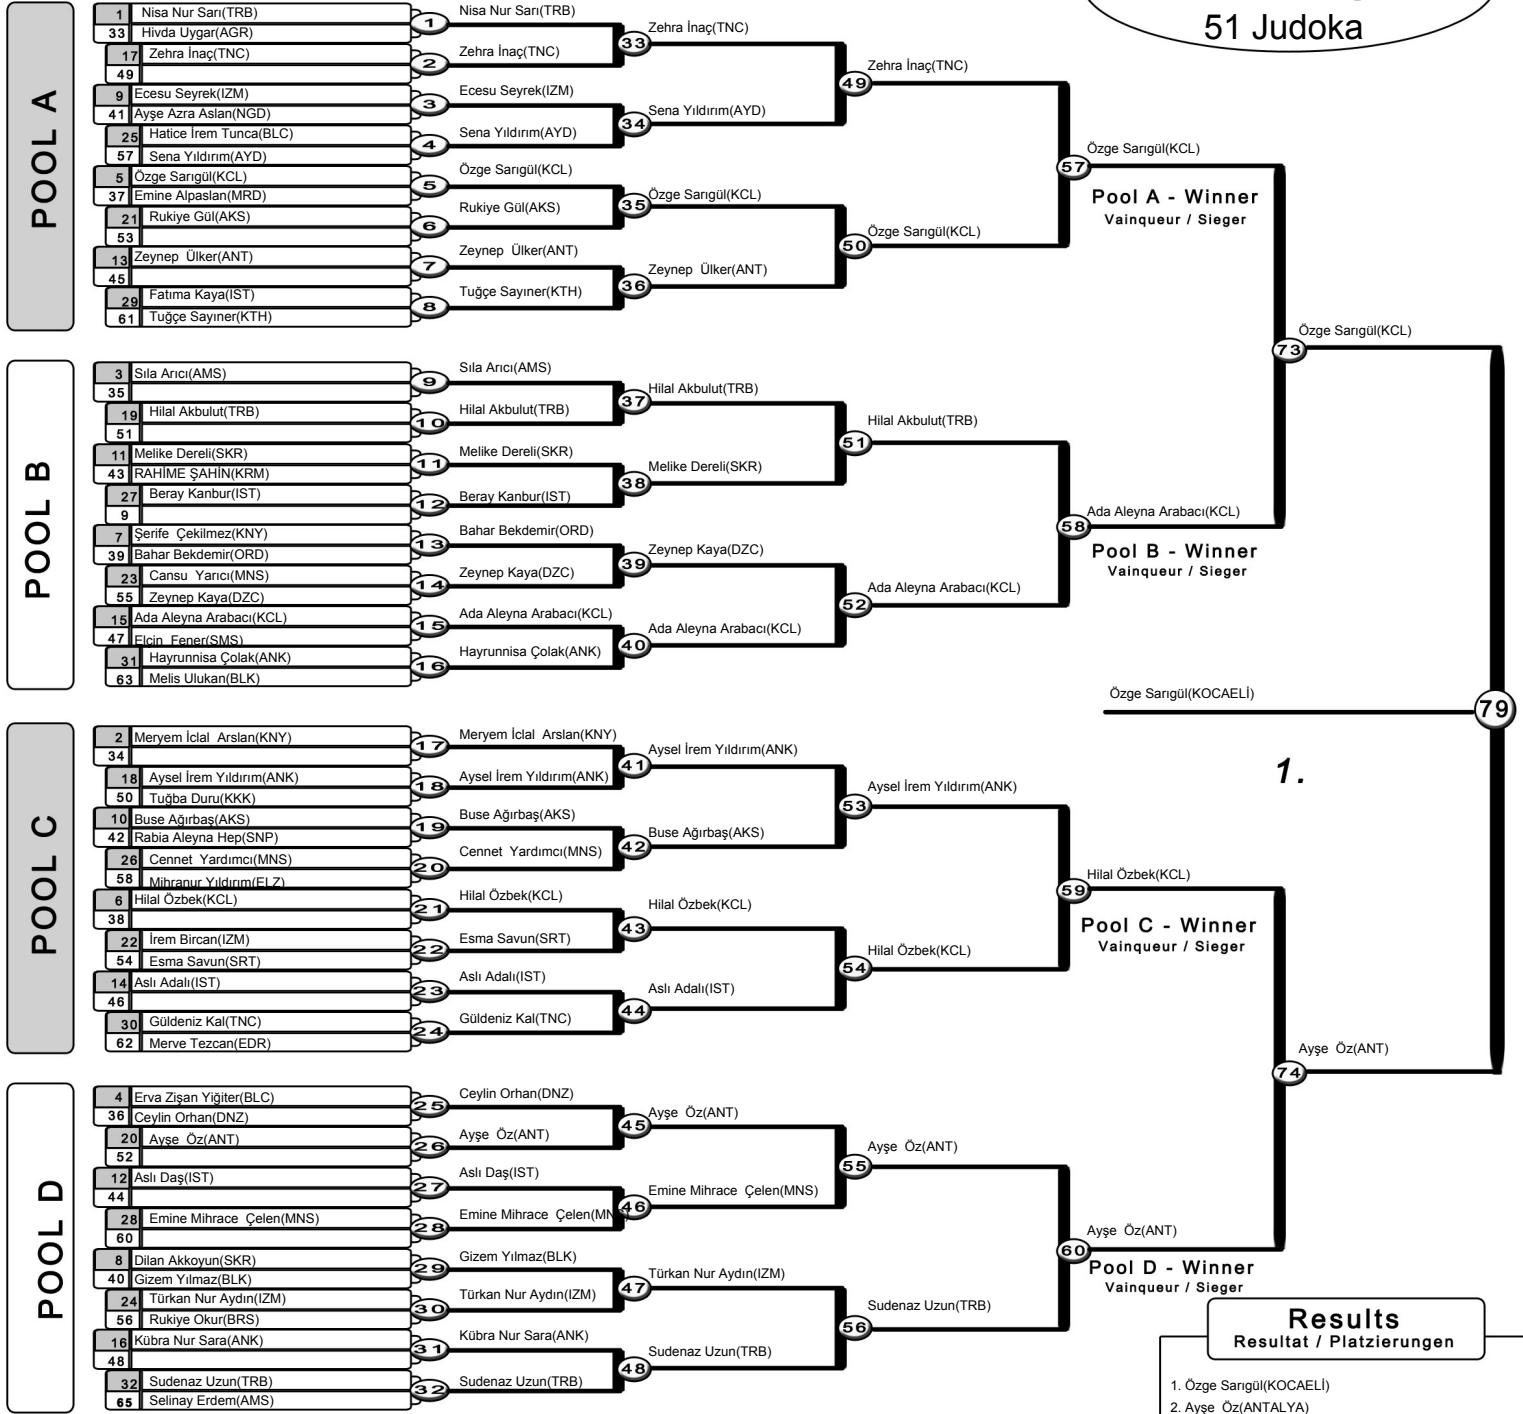 51 Judoka
POOL A
1 Nisa Nur Sarı(TRB)
33 Hivda Uygar(AGR)
17 Zehra İnaç(TNC)
49
9 Ecesu Seyrek(IZM)
41 Ayşe Azra Aslan(NGD)
25 Hatice İrem Tunca(BLC)
57 Sena Yıldırım(AYD)
5 Özge Sarıgül(KCL)
37 Emine Alpaslan(MRD)
21 Rukiye Gül(AKS)
53
13 Zeynep Ülker(ANT)
45
29 Fatıma Kaya(IST)
61 Tuğçe Sayıner(KTH)
1 Nisa Nur Sarı(TRB)
2 Zehra İnaç(TNC)
3 Ecesu Seyrek(IZM)
4 Sena Yıldırım(AYD)
5 Özge Sarıgül(KCL)
6 Rukiye Gül(AKS)
7 Zeynep Ülker(ANT)
8 Tuğçe Sayıner(KTH)
33 Zehra İnaç(TNC)
34 Sena Yıldırım(AYD)
35 Özge Sarıgül(KCL)
36 Zeynep Ülker(ANT)
49 Zehra İnaç(TNC)
50 Özge Sarıgül(KCL)
57 Özge Sarıgül(KCL)
Pool A - Winner
Vainqueur / Sieger
POOL B
3 Sıla Arıcı(AMS)
35
19 Hilal Akbulut(TRB)
51
11 Melike Dereli(SKR)
43 RAHİME ŞAHİN(KRM)
27 Beray Kanbur(IST)
9
7 Şerife Çekilmez(KNY)
39 Bahar Bekdemir(ORD)
23 Cansu Yarıcı(MNS)
55 Zeynep Kaya(DZC)
15 Ada Aleyna Arabacı(KCL)
47 Elçin Fener(SMS)
31 Hayrunnisa Çolak(ANK)
63 Melis Ulukan(BLK)
9 Sıla Arıcı(AMS)
10 Hilal Akbulut(TRB)
11 Melike Dereli(SKR)
12 Beray Kanbur(IST)
13 Bahar Bekdemir(ORD)
14 Zeynep Kaya(DZC)
15 Ada Aleyna Arabacı(KCL)
16 Hayrunnisa Çolak(ANK)
37 Hilal Akbulut(TRB)
38 Melike Dereli(SKR)
39 Zeynep Kaya(DZC)
40 Ada Aleyna Arabacı(KCL)
51 Hilal Akbulut(TRB)
52 Ada Aleyna Arabacı(KCL)
58 Ada Aleyna Arabacı(KCL)
Pool B - Winner
Vainqueur / Sieger
73 Özge Sarıgül(KCL)
Özge Sarıgül(KOCAELİ)
79
1.
POOL C
2 Meryem İclal Arslan(KNY)
34
18 Aysel İrem Yıldırım(ANK)
50 Tuğba Duru(KKK)
10 Buse Ağırbaş(AKS)
42 Rabia Aleyna Hep(SNP)
26 Cennet Yardımcı(MNS)
58 Mihranur Yıldırım(ELZ)
6 Hilal Özbek(KCL)
38
22 İrem Bircan(IZM)
54 Esma Savun(SRT)
14 Aslı Adalı(IST)
46
30 Güldeniz Kal(TNC)
62 Merve Tezcan(EDR)
17 Meryem İclal Arslan(KNY)
18 Aysel İrem Yıldırım(ANK)
19 Buse Ağırbaş(AKS)
20 Cennet Yardımcı(MNS)
21 Hilal Özbek(KCL)
22 Esma Savun(SRT)
23 Aslı Adalı(IST)
24 Güldeniz Kal(TNC)
41 Aysel İrem Yıldırım(ANK)
42 Buse Ağırbaş(AKS)
43 Hilal Özbek(KCL)
44 Aslı Adalı(IST)
53 Aysel İrem Yıldırım(ANK)
54 Hilal Özbek(KCL)
59 Hilal Özbek(KCL)
Pool C - Winner
Vainqueur / Sieger
74 Ayşe Öz(ANT)
POOL D
4 Erva Zişan Yiğiter(BLC)
36 Ceylin Orhan(DNZ)
20 Ayşe Öz(ANT)
52
12 Aslı Daş(IST)
44
28 Emine Mihrace Çelen(MNS)
60
8 Dilan Akkoyun(SKR)
40 Gizem Yılmaz(BLK)
24 Türkan Nur Aydın(IZM)
56 Rukiye Okur(BRS)
16 Kübra Nur Sara(ANK)
48
32 Sudenaz Uzun(TRB)
65 Selinay Erdem(AMS)
25 Ceylin Orhan(DNZ)
26 Ayşe Öz(ANT)
27 Aslı Daş(IST)
28 Emine Mihrace Çelen(MNS)
29 Gizem Yılmaz(BLK)
30 Türkan Nur Aydın(IZM)
31 Kübra Nur Sara(ANK)
32 Sudenaz Uzun(TRB)
45 Ayşe Öz(ANT)
46 Emine Mihrace Çelen(MNS)
47 Türkan Nur Aydın(IZM)
48 Sudenaz Uzun(TRB)
55 Ayşe Öz(ANT)
56 Sudenaz Uzun(TRB)
60 Ayşe Öz(ANT)
Pool D - Winner
Vainqueur / Sieger
Results
Resultat / Platzierungen
1. Özge Sarıgül(KOCAELİ)
2. Ayşe Öz(ANTALYA)